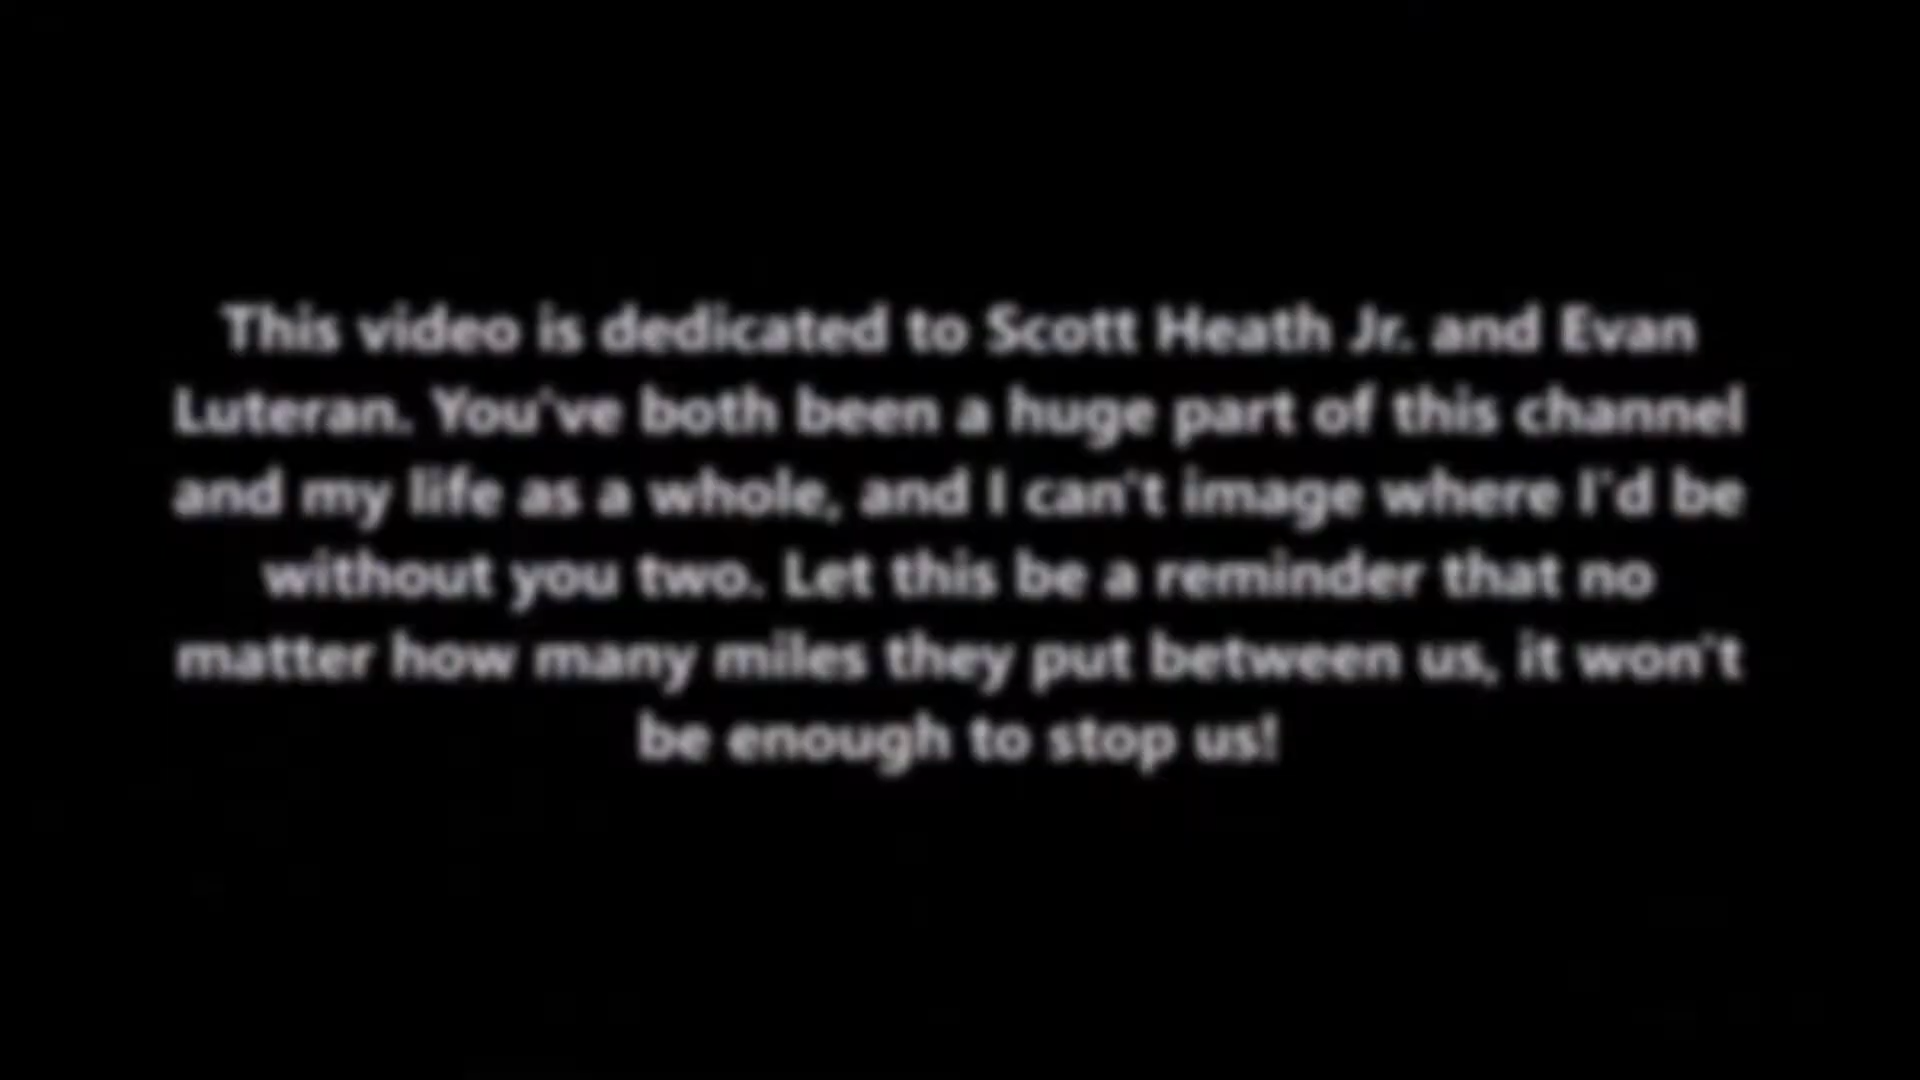 This video is dedicated to Scott Heath Jr. and Evan
Luteran. You've both been a huge part of this channel
and my life as a whole, and I can't image where I'd be
without you two. Let this be a reminder that no
matter how many miles they put between us, it won't
be enough to stop us!